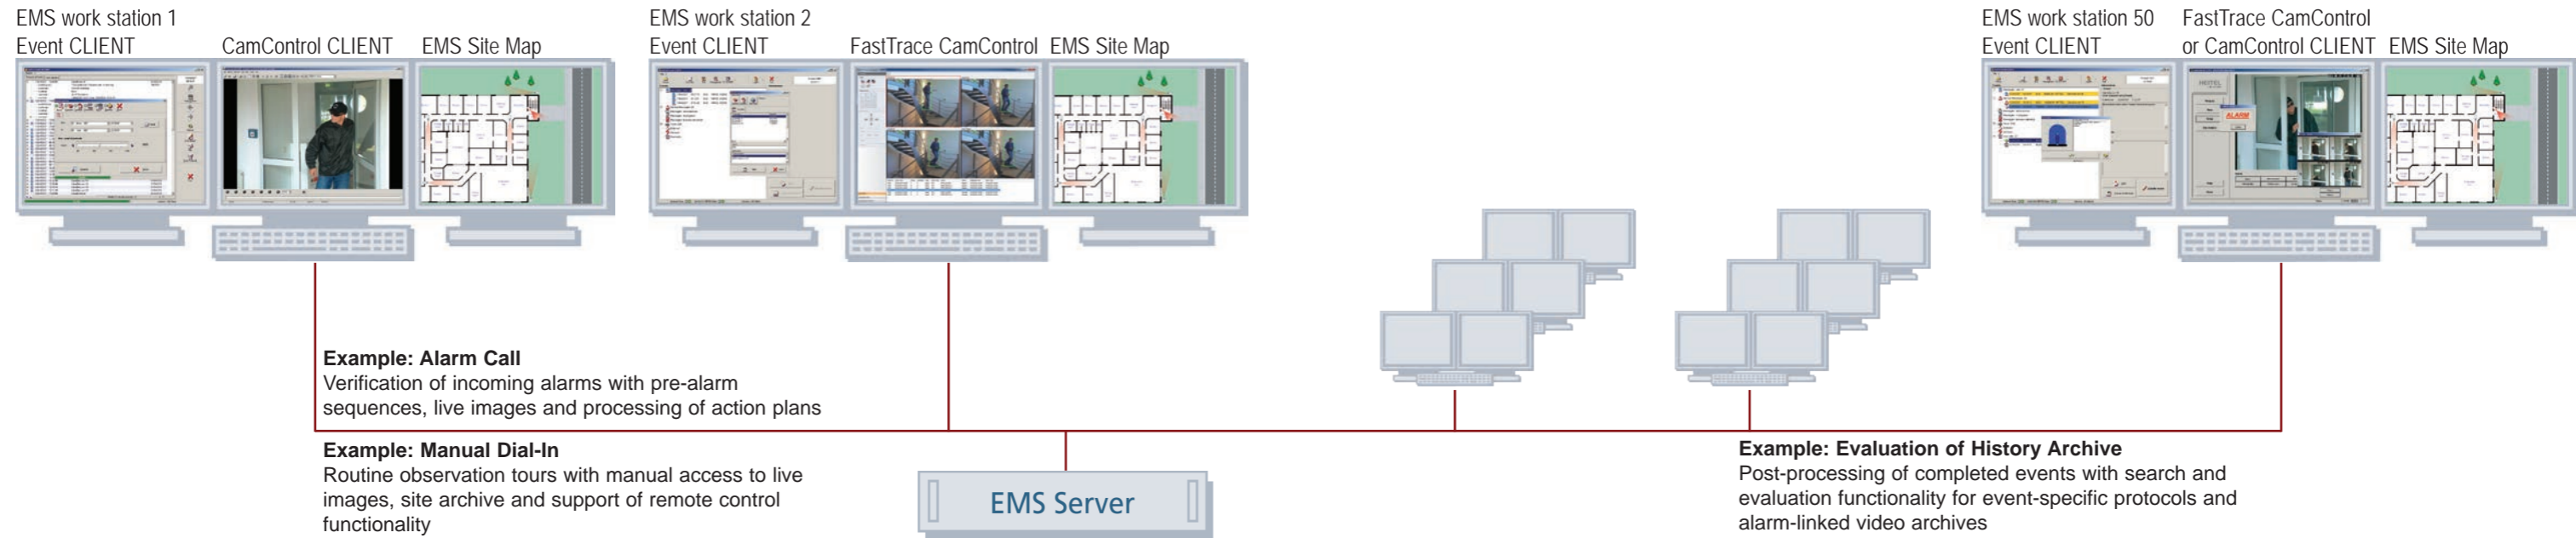 EMS work station 1
Event CLIENT
CamControl CLIENT
EMS Site Map
EMS work station 2
Event CLIENT
FastTrace CamControl
EMS Site Map
EMS work station 50
Event CLIENT
FastTrace CamControl
or CamControl CLIENT
EMS Site Map
HEITEL
ALARM
Example: Alarm Call
Verification of incoming alarms with pre-alarm
sequences, live images and processing of action plans
Example: Manual Dial-In
Routine observation tours with manual access to live
images, site archive and support of remote control
functionality
EMS Server
Example: Evaluation of History Archive
Post-processing of completed events with search and
evaluation functionality for event-specific protocols and
alarm-linked video archives